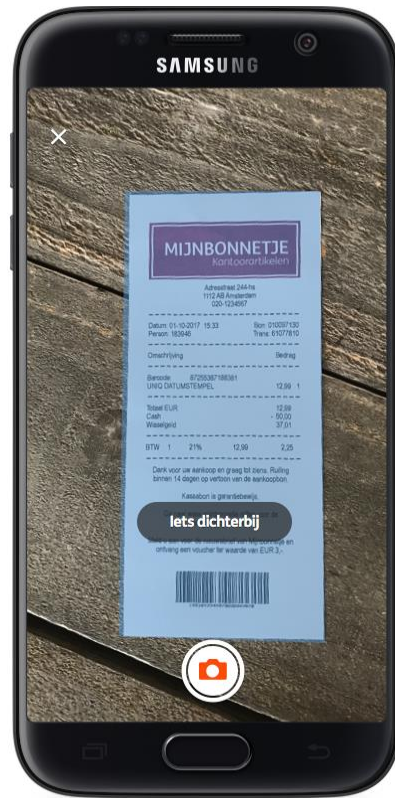 SAMSUNG
MIJNBONNETJE
Kantoorartikelen
Adresstraat 244-hs
1112 AB Amsterdam
020-1234567
Datum: 01-10-2017 15:33 Bon: 010097130
Person: 183946 Trans: 61077810
Omschrijving Bedrag
Barcode: 87255387188381
UNIQ DATUMSTEMPEL 12,99 1
Totaal EUR 12,99
Cash - 50,00
Wisselgeld 37,01
BTW 1 21% 12,99 2,25
Dank voor uw aankoop en graag tot ziens. Ruiling
binnen 14 dagen op vertoon van de aankoopbon.
Kassabon is garantiebewijs.
Iets dichterbij
ontvang een voucher ter waarde van EUR 3,-.